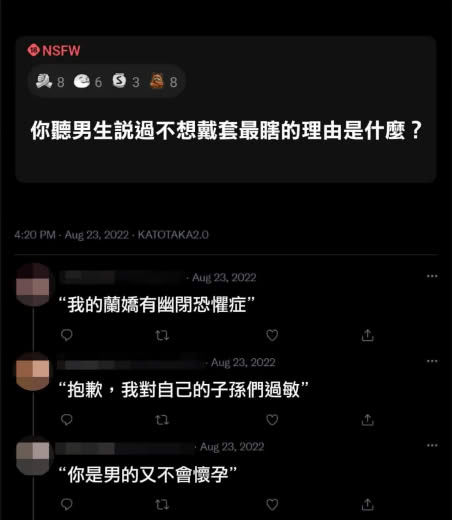 NSFW
8 6 3 8
你聽男生説過不想戴套最瞎的理由是什麼？
4:20 PM · Aug 23, 2022 · KATOTAKA2.0
· Aug 23, 2022
“我的蘭嬌有幽閉恐懼症”
· Aug 23, 2022
“抱歉，我對自己的子孫們過敏”
· Aug 23, 2022
“你是男的又不會懷孕”